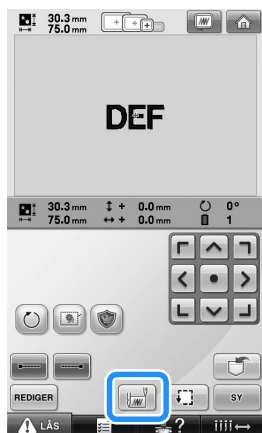 30.3 mm
75.0 mm
DEF
30.3 mm + 0.0 mm 0°
75.0 mm + 0.0 mm 1
REDIGER
SY
LÅS
?